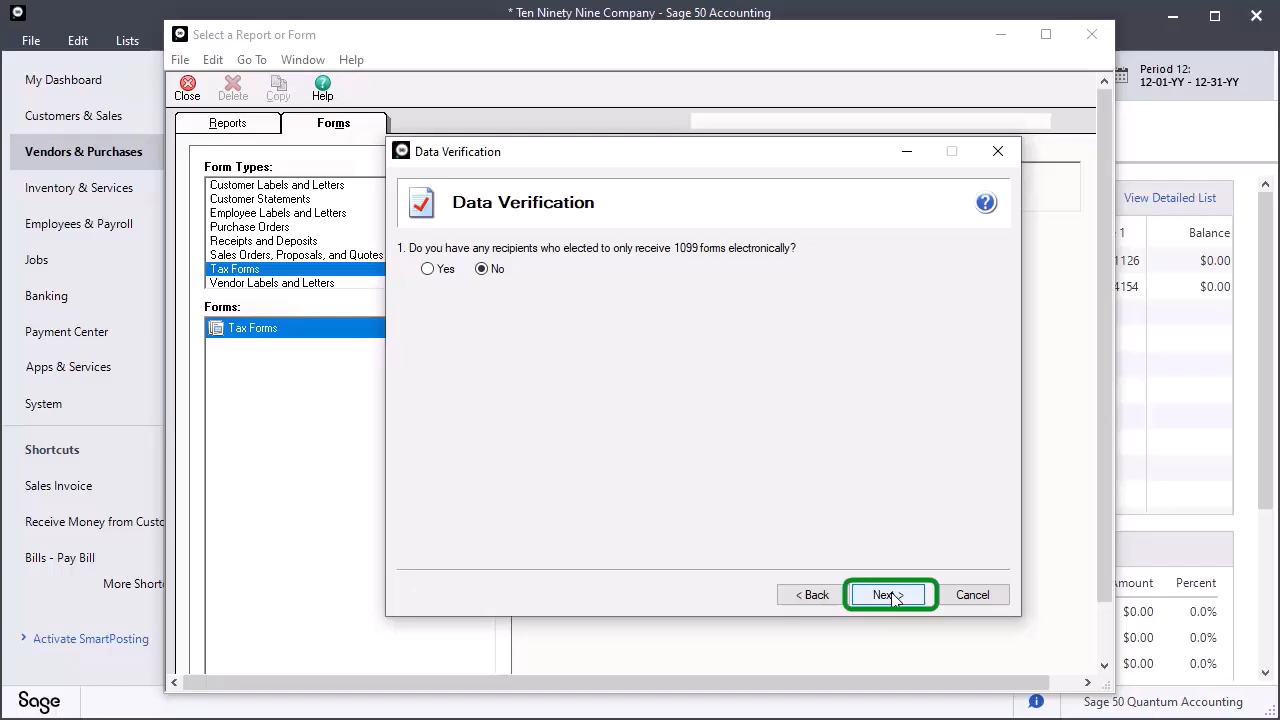 * Ten Ninety Nine Company - Sage 50 Accounting
File Edit Lists
Select a Report or Form
File Edit Go To Window Help
Close Delete Copy Help
Reports Forms
My Dashboard
Customers & Sales
Vendors & Purchases
Inventory & Services
Employees & Payroll
Jobs
Banking
Payment Center
Apps & Services
System
Shortcuts
Sales Invoice
Receive Money from Custo
Bills - Pay Bill
More Short
> Activate SmartPosting
Sage
Form Types:
Customer Labels and Letters
Customer Statements
Employee Labels and Letters
Purchase Orders
Receipts and Deposits
Sales Orders, Proposals, and Quotes
Tax Forms
Vendor Labels and Letters
Forms:
Tax Forms
Data Verification
Data Verification
1. Do you have any recipients who elected to only receive 1099 forms electronically?
Yes No
< Back Next > Cancel
Period 12:
12-01-YY - 12-31-YY
View Detailed List
1 Balance
1126 $0.00
4154 $0.00
Amount Percent
$0.00 0.0%
$0.00 0.0%
$0.00 0.0%
Sage 50 Quantum Accounting